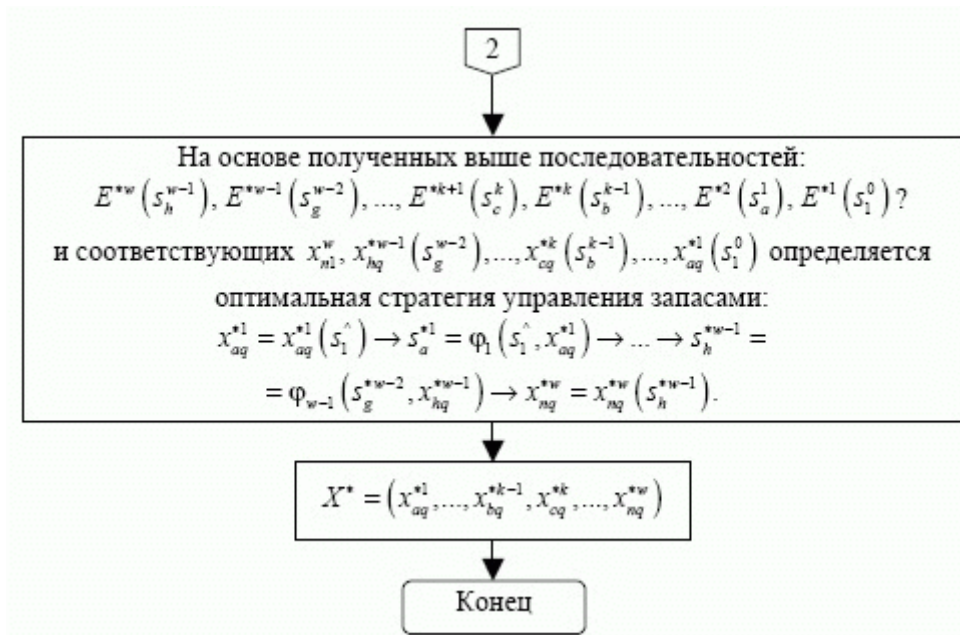 2
На основе полученных выше последовательностей:
E^{*w}(s_h^{w-1}), E^{*w-1}(s_g^{w-2}), ..., E^{*k+1}(s_c^k), E^{*k}(s_b^{k-1}), ..., E^{*2}(s_a^1), E^{*1}(s_1^0) ?
и соответствующих x_{n1}^w, x_{hq}^{*w-1}(s_g^{w-2}),..., x_{cq}^{*k}(s_b^{k-1}),..., x_{aq}^{*1}(s_1^0) определяется
оптимальная стратегия управления запасами:
x_{aq}^{*1} = x_{aq}^{*1}(s_1^^) → s_a^{*1} = φ_1(s_1^^, x_{aq}^{*1}) → ... → s_h^{*w-1} =
= φ_{w-1}(s_g^{*w-2}, x_{hq}^{*w-1}) → x_{nq}^{*w} = x_{nq}^{*w}(s_h^{*w-1}).
X^* = (x_{aq}^{*1},..., x_{bq}^{*k-1}, x_{cq}^{*k},..., x_{nq}^{*w})
Конец